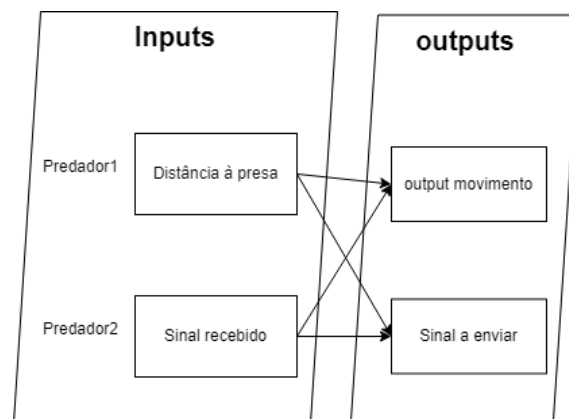 Inputs
outputs
Predador1
Distância à presa
output movimento
Predador2
Sinal recebido
Sinal a enviar